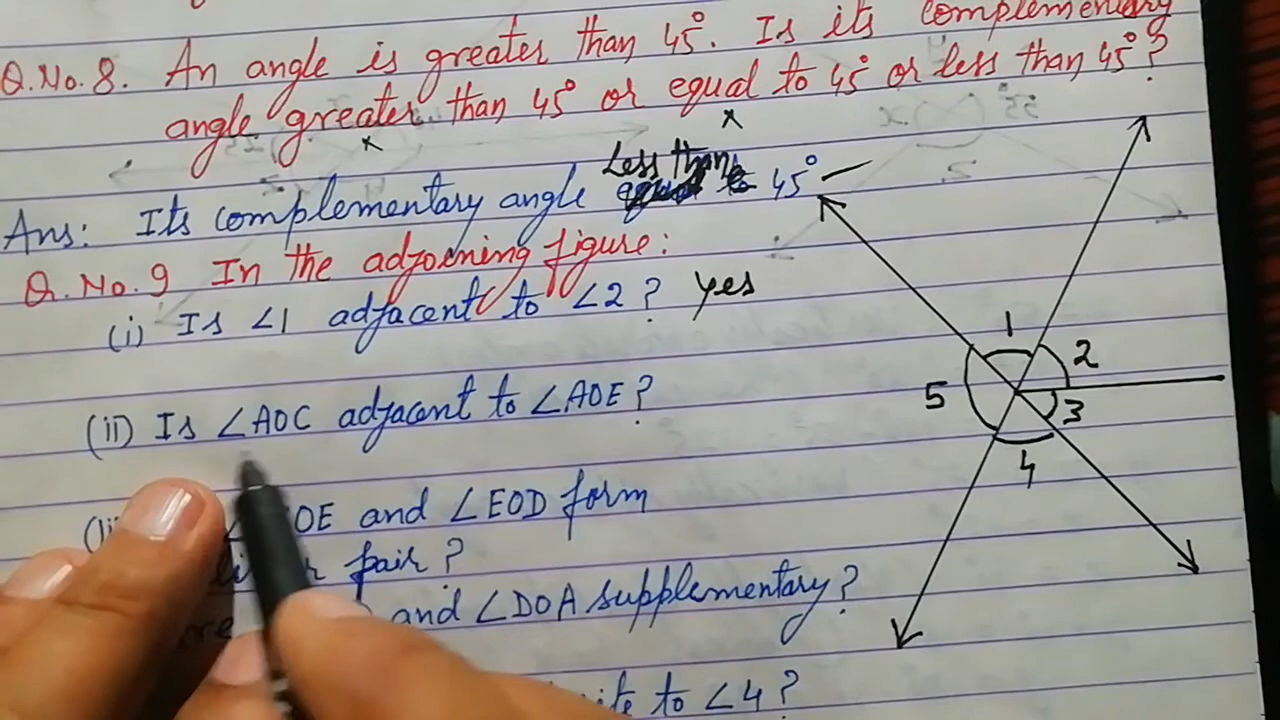 Q.No.8. An angle is greater than 45°. Is its complementary
angle greater than 45° or equal to 45° or less than 45°?
x x
Less than
Ans: Its complementary angle 45°
Q.No.9 In the adjoining figure:
(i) Is ∠1 adjacent to ∠2? Yes
(ii) Is ∠AOC adjacent to ∠AOE?
OE and ∠EOD form
pair?
and ∠DOA supplementary?
to ∠4?
1
2
5
3
4